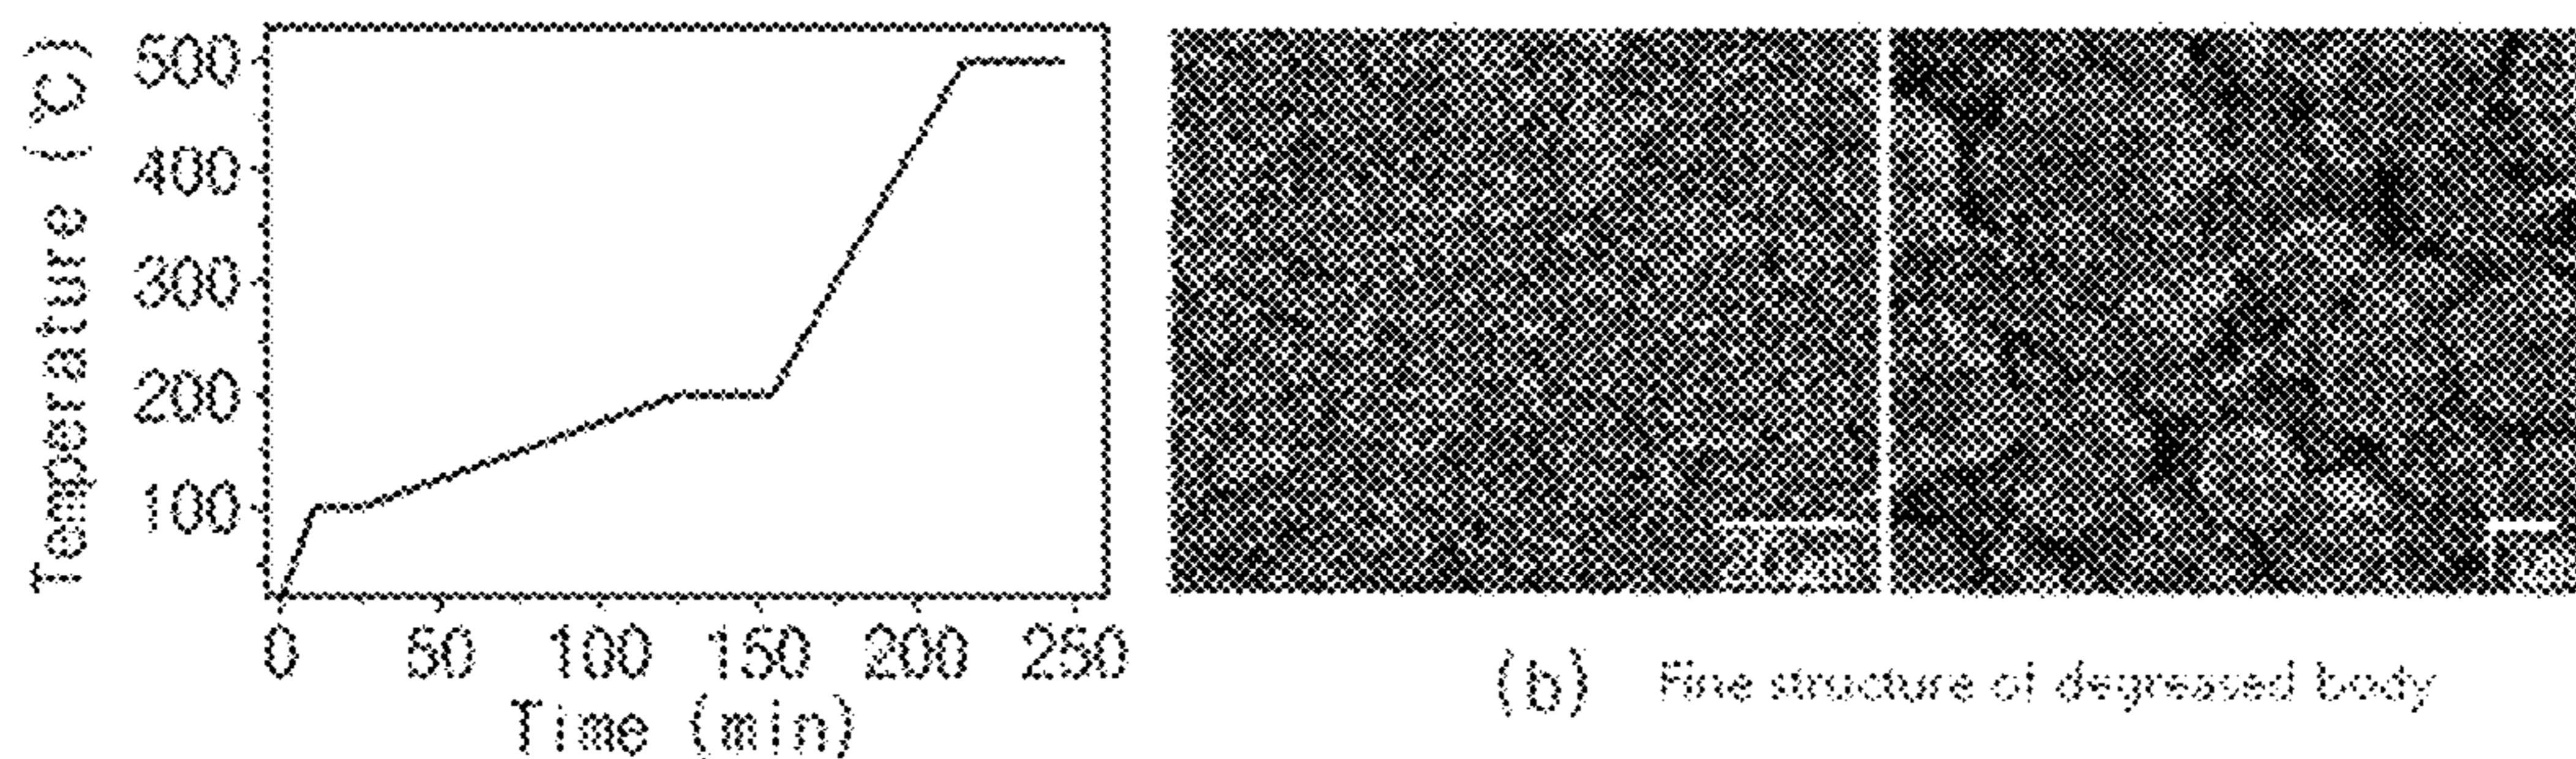 Temperature (℃)
500
400
300
200
100
0 50 100 150 200 250
Time (min)
(b) Fine structure of degreased body